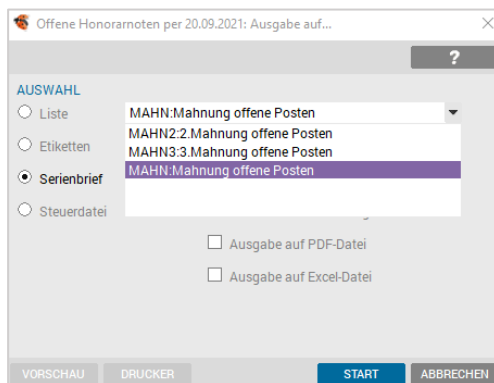 Offene Honorarnoten per 20.09.2021: Ausgabe auf...
?
AUSWAHL
Liste
MAHN:Mahnung offene Posten
MAHN2:2.Mahnung offene Posten
Etiketten
MAHN3:3.Mahnung offene Posten
MAHN:Mahnung offene Posten
Serienbrief
Steuerdatei
Ausgabe auf PDF-Datei
Ausgabe auf Excel-Datei
VORSCHAU DRUCKER START ABBRECHEN